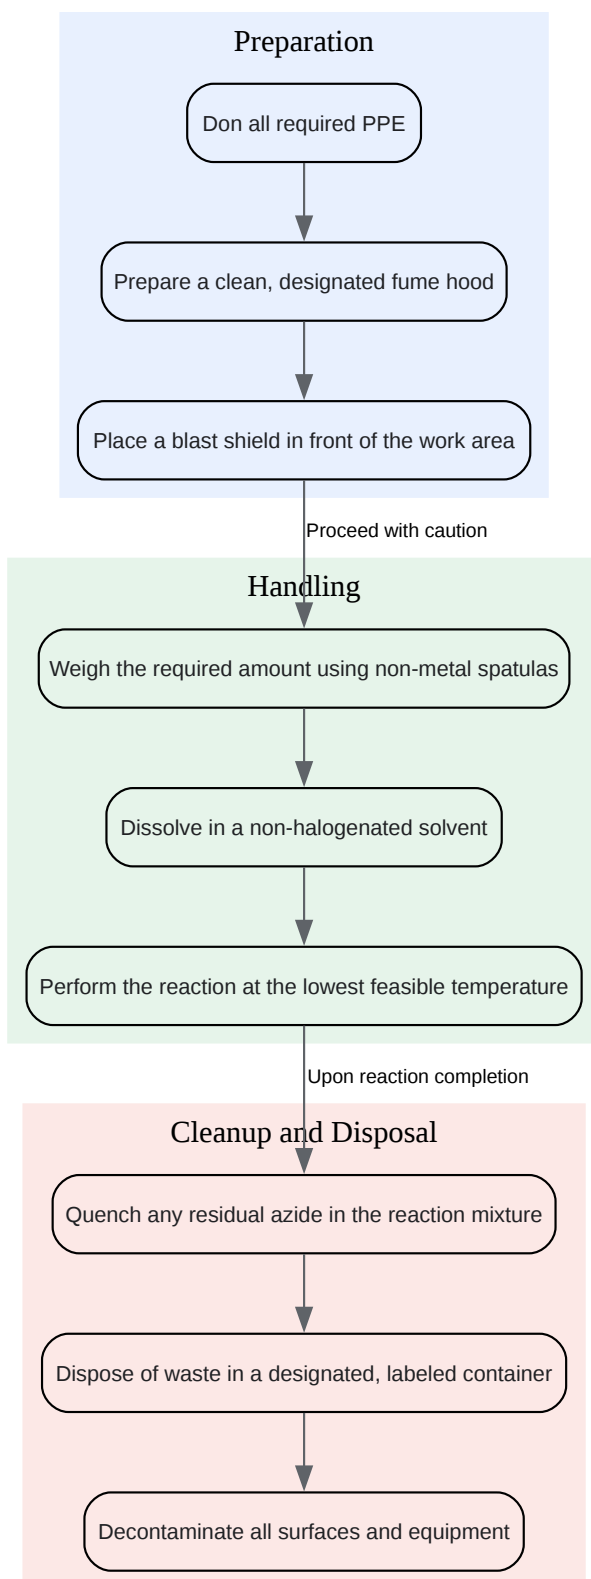 Preparation
Don all required PPE
Prepare a clean, designated fume hood
Place a blast shield in front of the work area
Proceed with caution
Handling
Weigh the required amount using non-metal spatulas
Dissolve in a non-halogenated solvent
Perform the reaction at the lowest feasible temperature
Upon reaction completion
Cleanup and Disposal
Quench any residual azide in the reaction mixture
Dispose of waste in a designated, labeled container
Decontaminate all surfaces and equipment